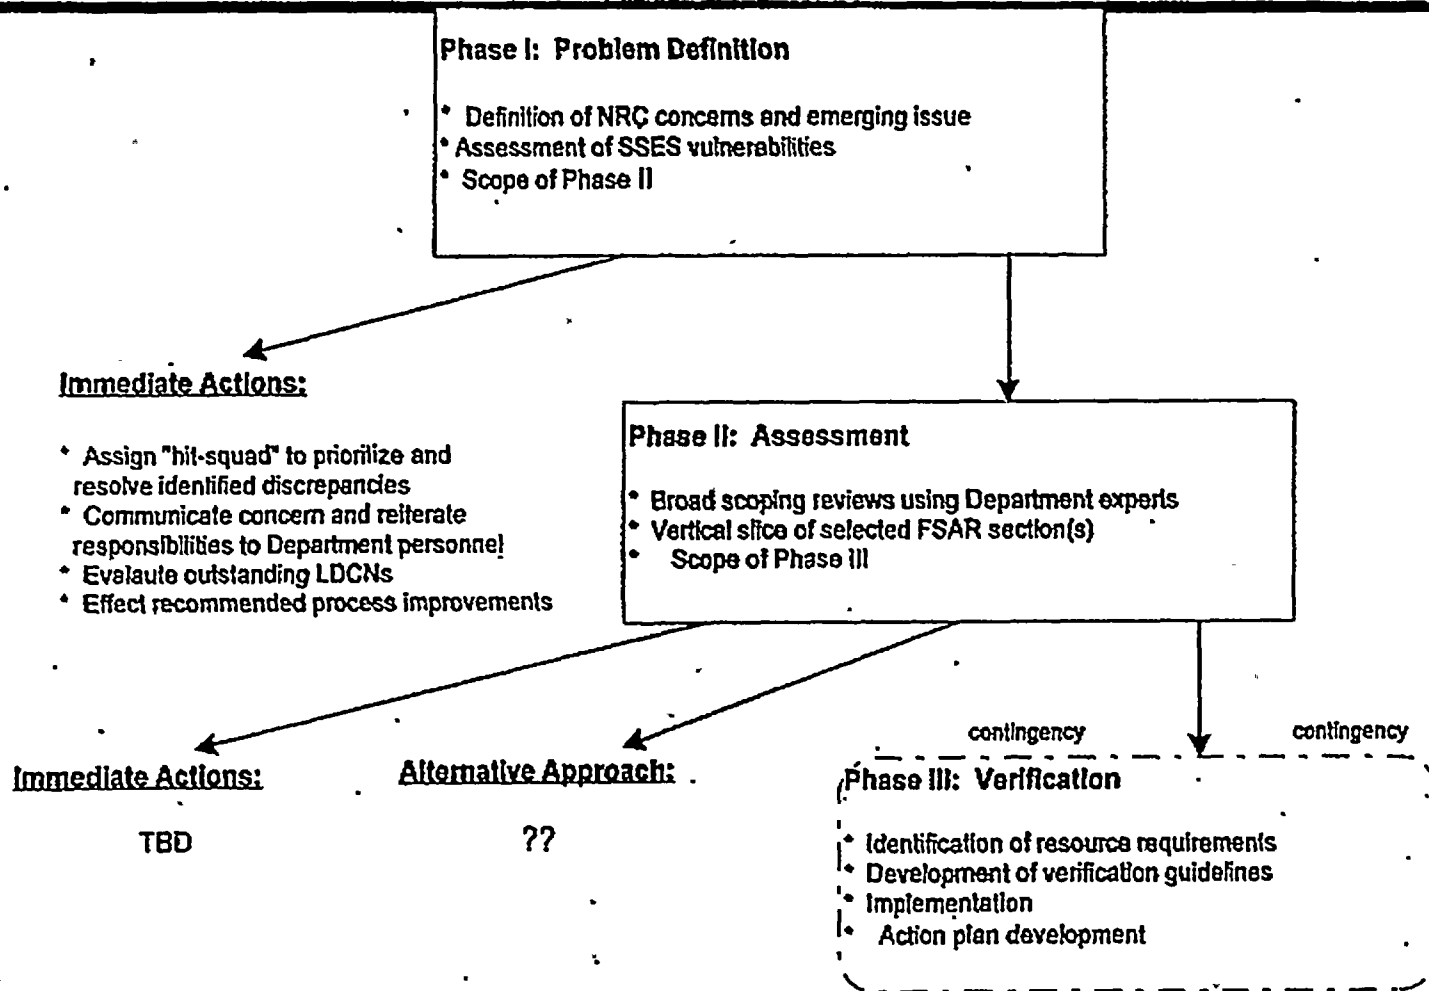 Phase I: Problem Definition
* Definition of NRC concerns and emerging issue
* Assessment of SSES vulnerabilities
* Scope of Phase II
Immediate Actions:
* Assign "hit-squad" to prioritize and
resolve identified discrepancies
* Communicate concern and reiterate
responsibilities to Department personnel
* Evalaute outstanding LDCNs
* Effect recommended process improvements
Phase II: Assessment
* Broad scoping reviews using Department experts
* Vertical slice of selected FSAR section(s)
* Scope of Phase III
Immediate Actions:
TBD
Alternative Approach:
??
contingency
contingency
Phase III: Verification
* Identification of resource requirements
* Development of verification guidelines
* Implementation
* Action plan development